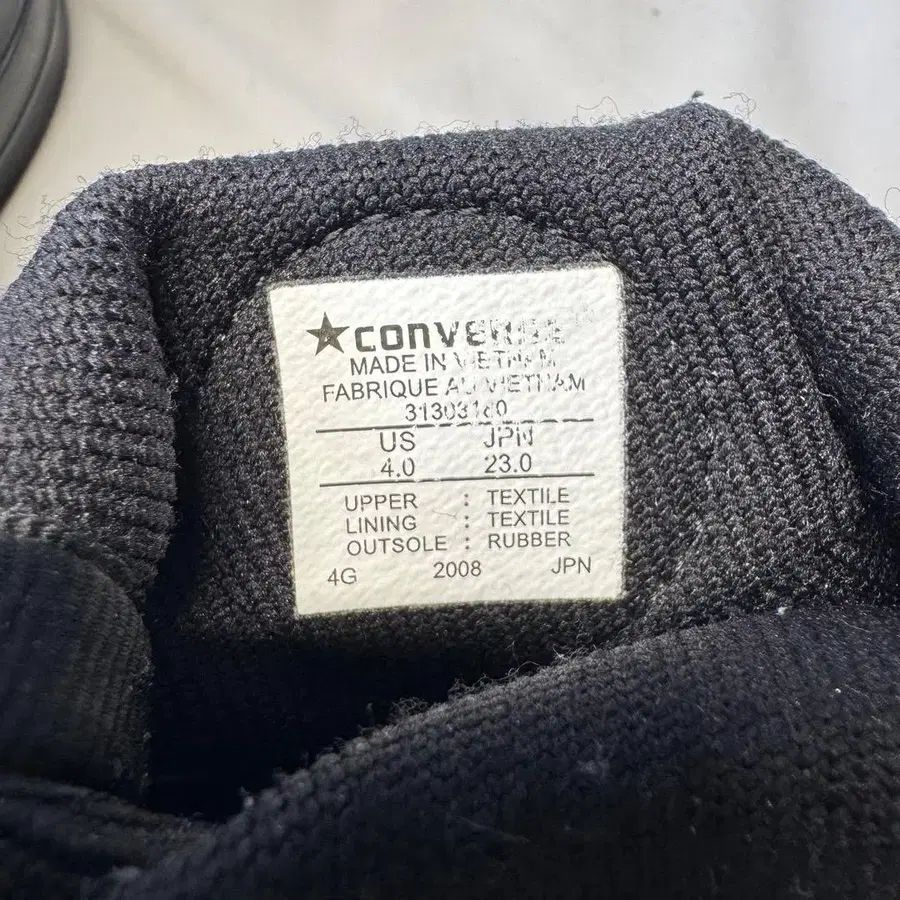 ★CONVERSE
MADE IN VIETNAM
FABRIQUE AU VIETNAM
31303180
US JPN
4.0 23.0
UPPER : TEXTILE
LINING : TEXTILE
OUTSOLE : RUBBER
4G 2008 JPN